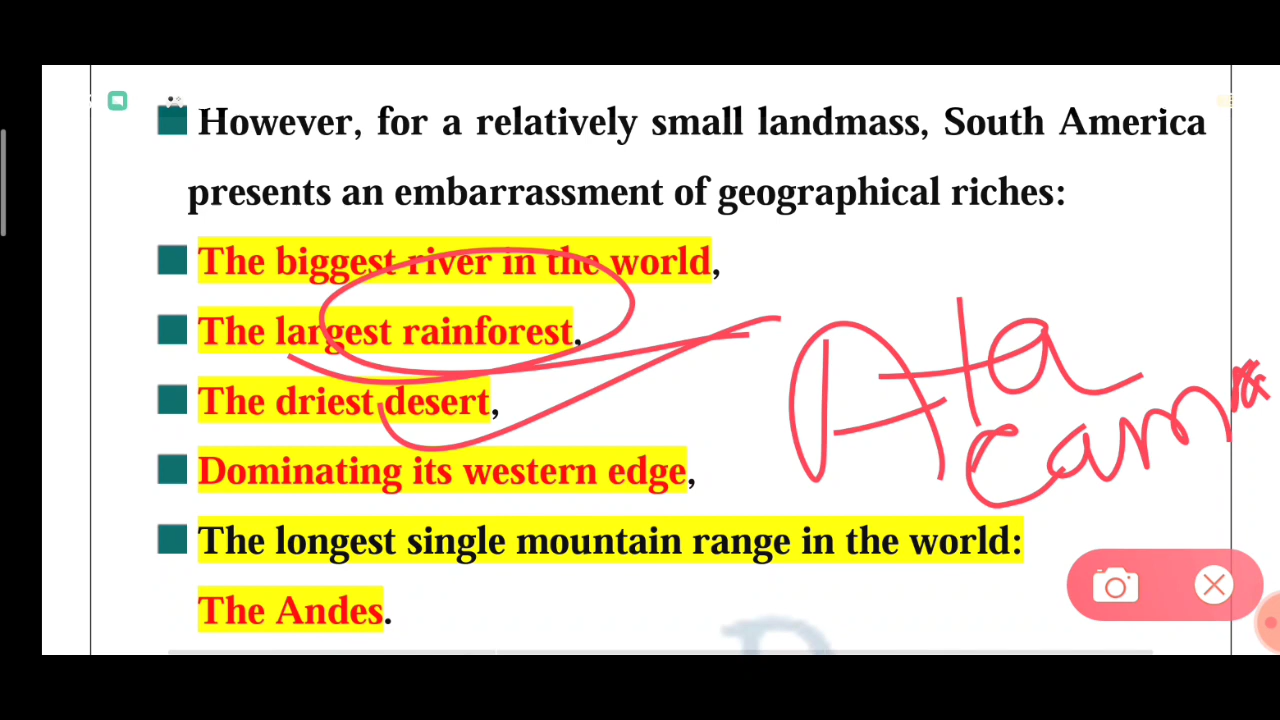 However, for a relatively small landmass, South America
presents an embarrassment of geographical riches:
The biggest river in the world,
The largest rainforest,
The driest desert,
Dominating its western edge,
The longest single mountain range in the world:
The Andes.
Ata
cama